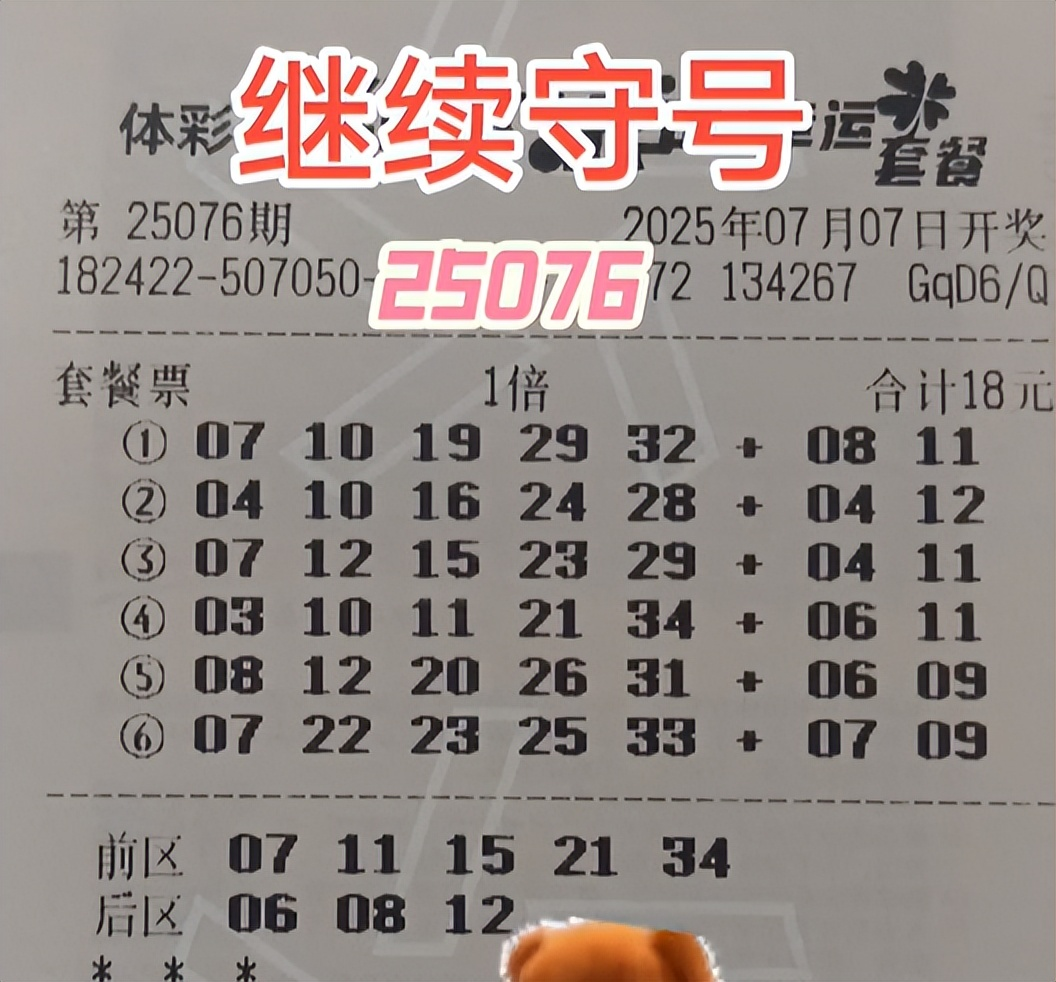 继续守号
体彩
运
套餐
第 25076期 2025年07月07日开奖
182422-507050-
25076
72 134267 GqD6/Q
套餐票 1倍 合计18元
① 07 10 19 29 32 + 08 11
② 04 10 16 24 28 + 04 12
③ 07 12 15 23 29 + 04 11
④ 03 10 11 21 34 + 06 11
⑤ 08 12 20 26 31 + 06 09
⑥ 07 22 23 25 33 + 07 09
前区 07 11 15 21 34
后区 06 08 12
* * *